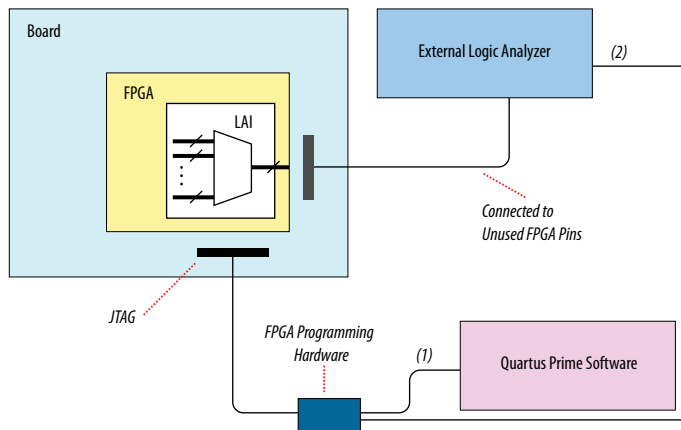 Board
External Logic Analyzer
(2)
FPGA
LAI
Connected to
Unused FPGA Pins
JTAG
FPGA Programming
Hardware
(1)
Quartus Prime Software